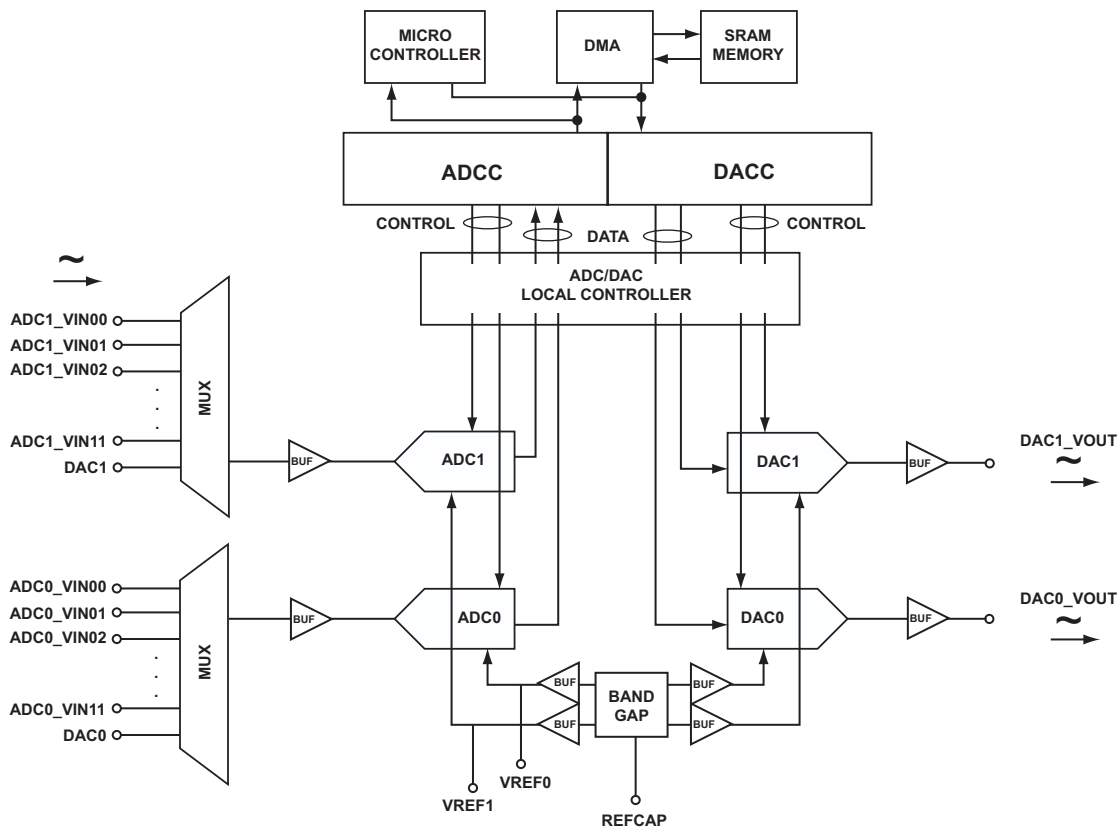 MICRO
CONTROLLER
DMA
SRAM
MEMORY
ADCC
DACC
CONTROL
DATA
CONTROL
ADC/DAC
LOCAL CONTROLLER
~
ADC1_VIN00
ADC1_VIN01
ADC1_VIN02
.
.
.
ADC1_VIN11
DAC1
MUX
BUF
ADC1
DAC1
BUF
DAC1_VOUT
~
ADC0_VIN00
ADC0_VIN01
ADC0_VIN02
.
.
.
ADC0_VIN11
DAC0
MUX
BUF
ADC0
DAC0
BUF
DAC0_VOUT
~
BUF
BUF
BAND
GAP
BUF
BUF
VREF0
VREF1
REFCAP